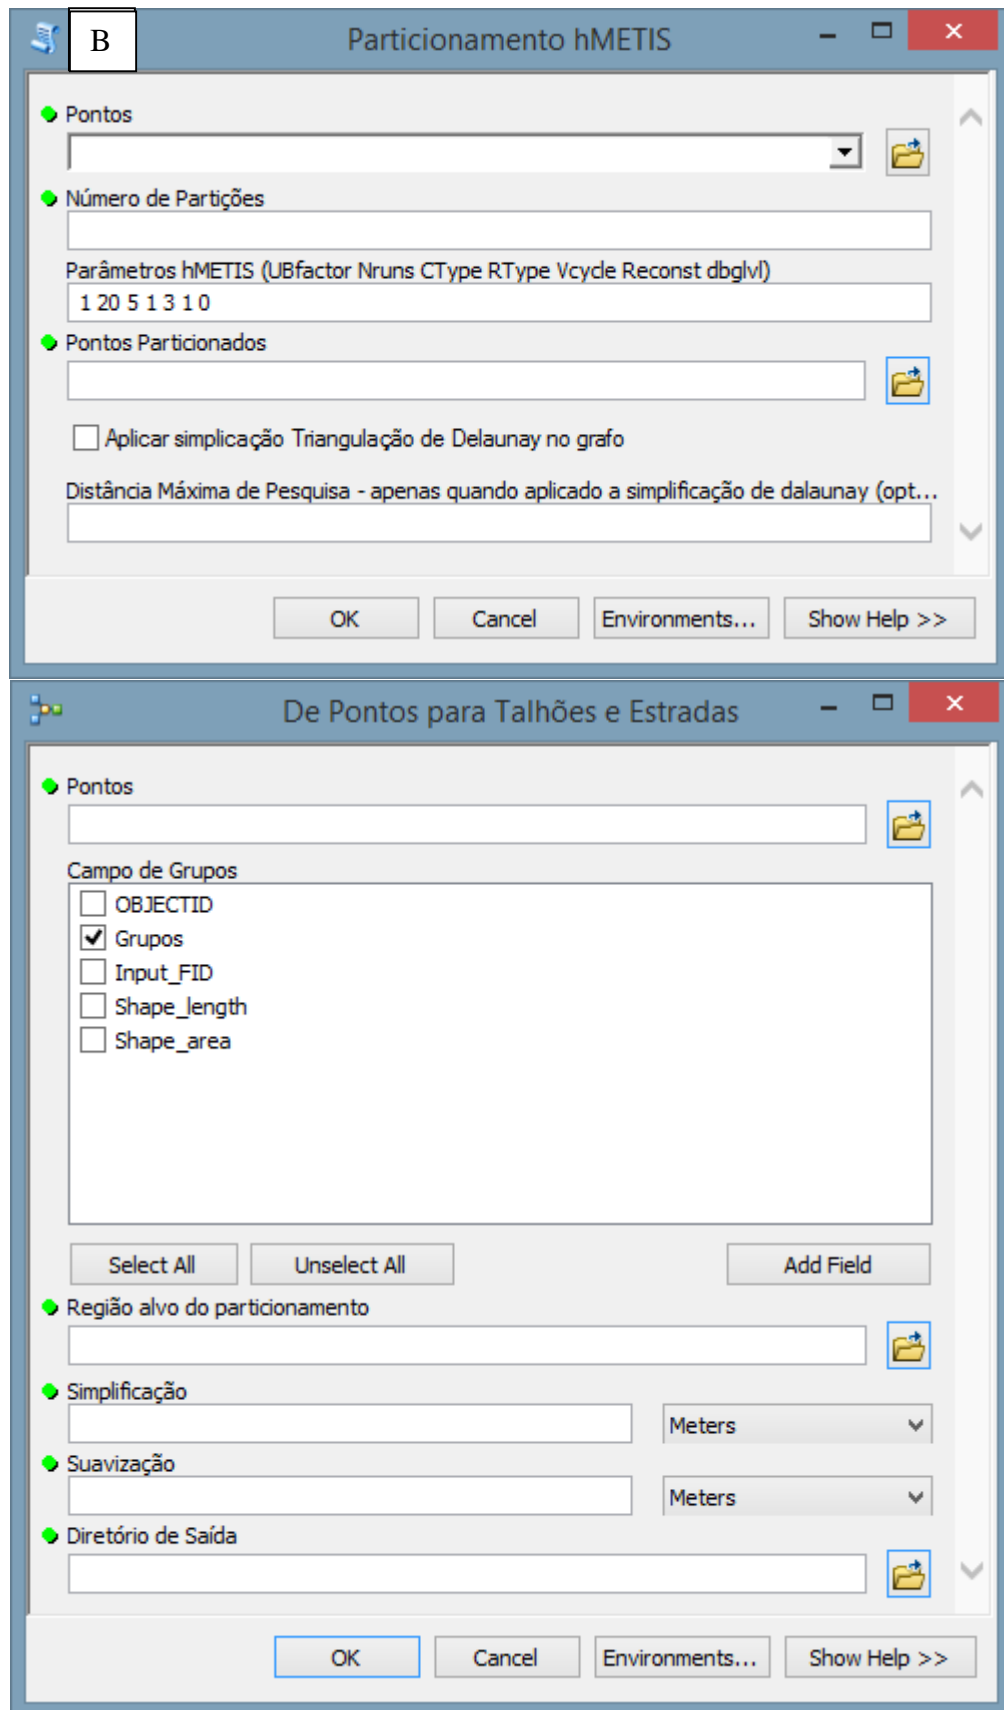 B
Particionamento hMETIS
Pontos
Número de Partições
Parâmetros hMETIS (UBfactor Nruns CType RType Vcycle Reconst dbglvl)
1 20 5 1 3 1 0
Pontos Particionados
Aplicar simplicação Triangulação de Delaunay no grafo
Distância Máxima de Pesquisa - apenas quando aplicado a simplificação de dalaunay (opt...
OK Cancel Environments... Show Help >>
De Pontos para Talhões e Estradas
Pontos
Campo de Grupos
OBJECTID
Grupos
Input_FID
Shape_length
Shape_area
Select All Unselect All Add Field
Região alvo do particionamento
Simplificação
Meters
Suavização
Meters
Diretório de Saída
OK Cancel Environments... Show Help >>